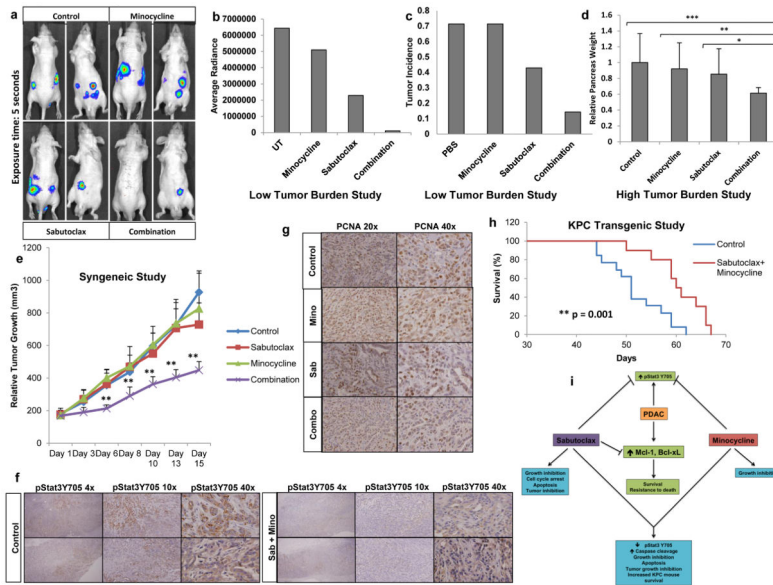 a
Control
Minocycline
Exposure time: 5 seconds
Sabutoclax
Combination
b
Average Radiance
7000000
6000000
5000000
4000000
3000000
2000000
1000000
0
UT
Minocycline
Sabutoclax
Combination
Low Tumor Burden Study
c
Tumor Incidence
0.8
0.7
0.6
0.5
0.4
0.3
0.2
0.1
0
PBS
Minocycline
Sabutoclax
Combination
Low Tumor Burden Study
d
***
**
*
Relative Pancreas Weight
1.6
1.4
1.2
1
0.8
0.6
0.4
0.2
0
Control
Minocycline
Sabutoclax
Combination
High Tumor Burden Study
e
Syngeneic Study
Relative Tumor Growth (mm3)
1200
1000
800
600
400
200
0
Control
Sabutoclax
Minocycline
Combination
**
**
**
**
**
Day 1
Day 3
Day 6
Day 8
Day 10
Day 13
Day 15
f
pStat3Y705 4x
pStat3Y705 10x
pStat3Y705 40x
Control
pStat3Y705 4x
pStat3Y705 10x
pStat3Y705 40x
Sab + Mino
g
PCNA 20x
PCNA 40x
Control
Mino
Sab
Combo
h
KPC Transgenic Study
Survival (%)
120
100
80
60
40
20
0
Control
Sabutoclax+
Minocycline
** p = 0.001
30
40
50
60
70
Days
i
↑ pStat3 Y705
PDAC
Sabutoclax
Minocycline
↑ Mcl-1, Bcl-xL
Growth inhibition
Cell cycle arrest
Apoptosis
Tumor inhibition
Survival
Resistance to death
Growth inhibition
↓ pStat3 Y705
↑ Caspase cleavage
Growth inhibition
Apoptosis
Tumor growth inhibition
Increased KPC mouse
survival